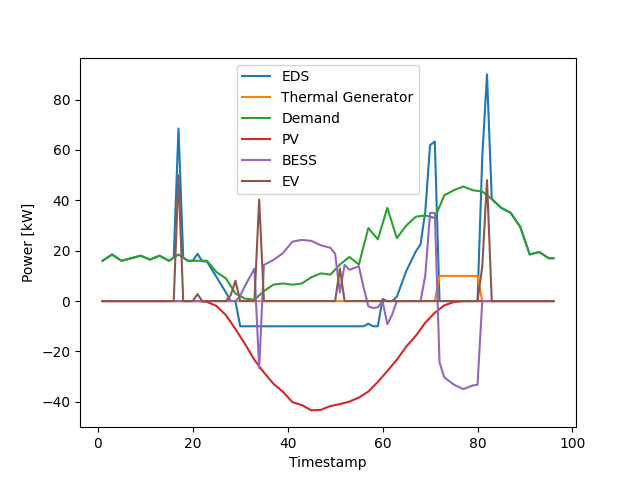 EDS
Thermal Generator
Demand
PV
BESS
EV
Power [kW]
80
60
40
20
0
−20
−40
0 20 40 60 80 100
Timestamp